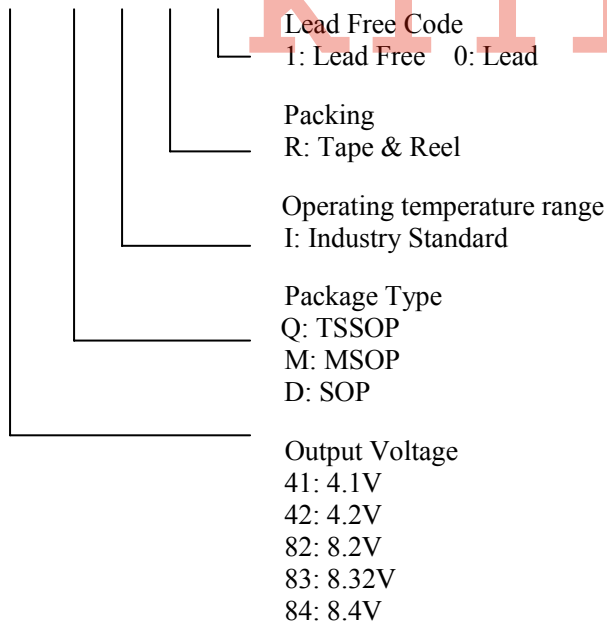 Lead Free Code
1: Lead Free 0: Lead
Packing
R: Tape & Reel
Operating temperature range
I: Industry Standard
Package Type
Q: TSSOP
M: MSOP
D: SOP
Output Voltage
41: 4.1V
42: 4.2V
82: 8.2V
83: 8.32V
84: 8.4V